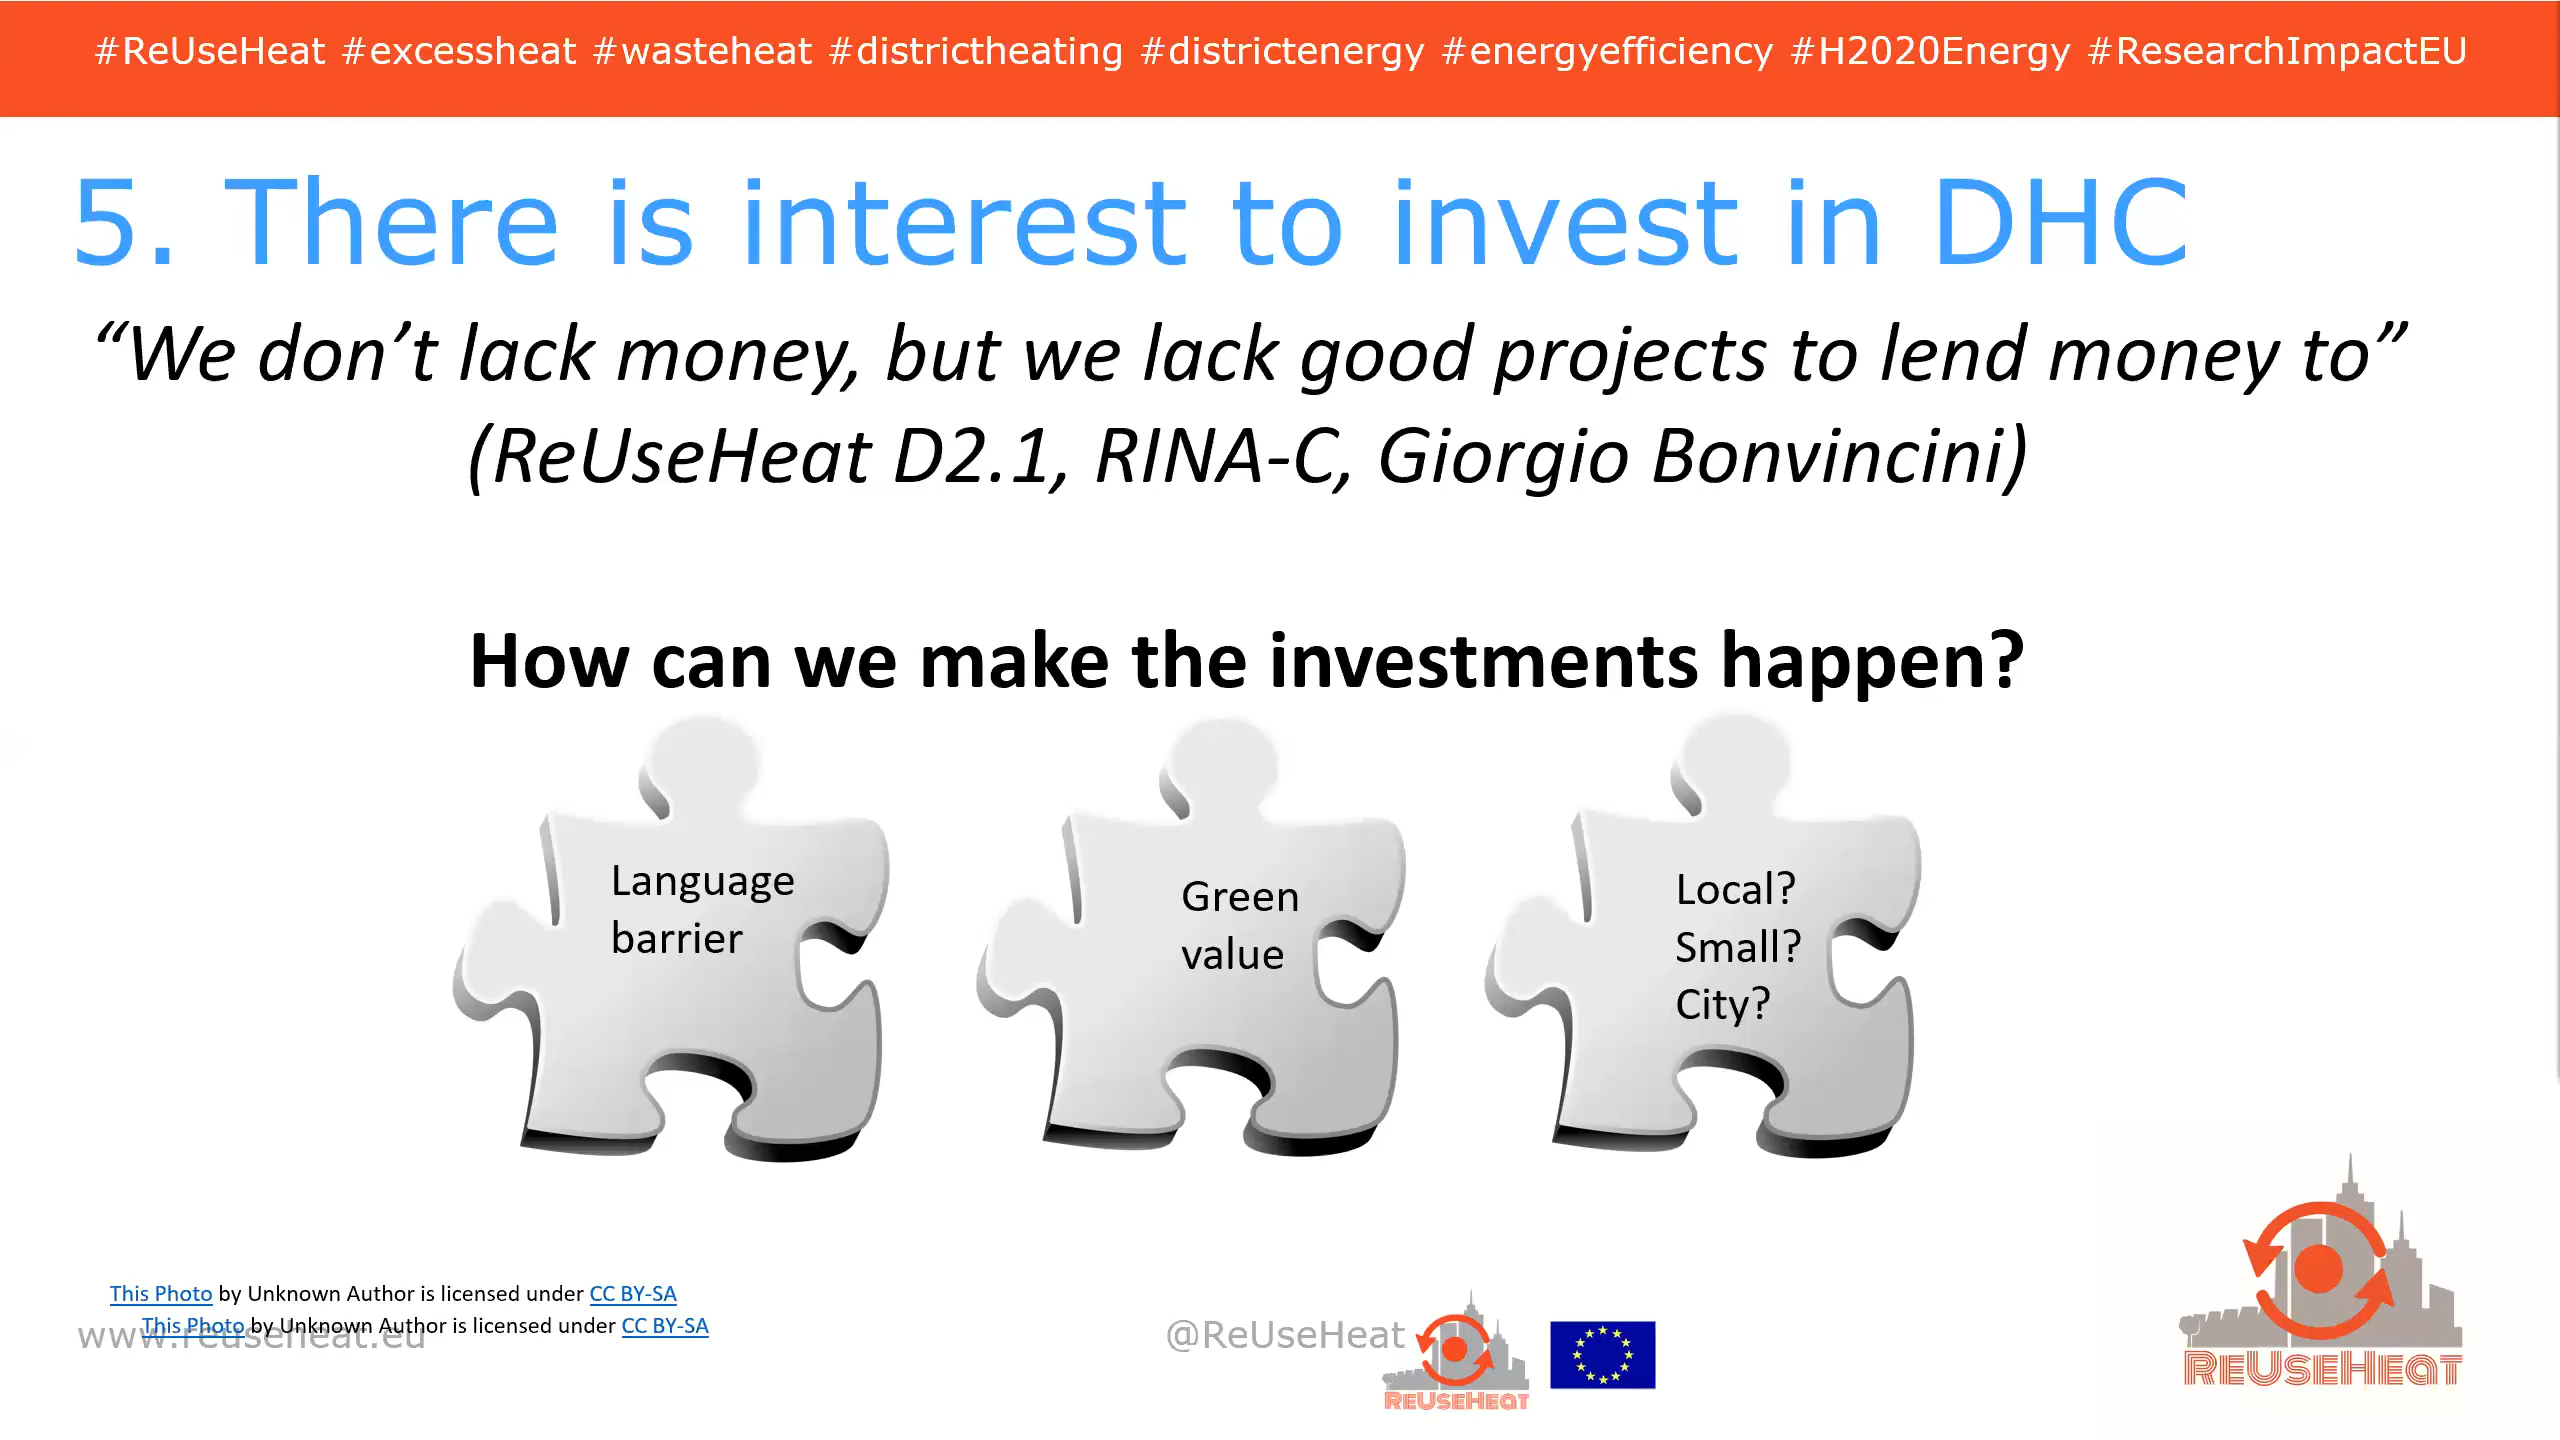 #ReUseHeat #excessheat #wasteheat #districtheating #districtenergy #energyefficiency #H2020Energy #ResearchImpactEU
5. There is interest to invest in DHC
“We don’t lack money, but we lack good projects to lend money to”
(ReUseHeat D2.1, RINA-C, Giorgio Bonvincini)
How can we make the investments happen?
Language
barrier
Green
value
Local?
Small?
City?
This Photo by Unknown Author is licensed under CC BY-SA
This Photo by Unknown Author is licensed under CC BY-SA
www.reuseheat.eu
@ReUseHeat
ReUseHeat
ReUseHeat